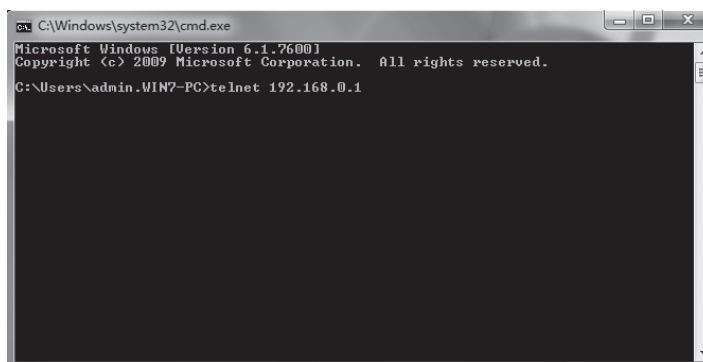 C:\Windows\system32\cmd.exe
Microsoft Windows [Version 6.1.7600]
Copyright (c) 2009 Microsoft Corporation.  All rights reserved.
C:\Users\admin.WIN7-PC>telnet 192.168.0.1